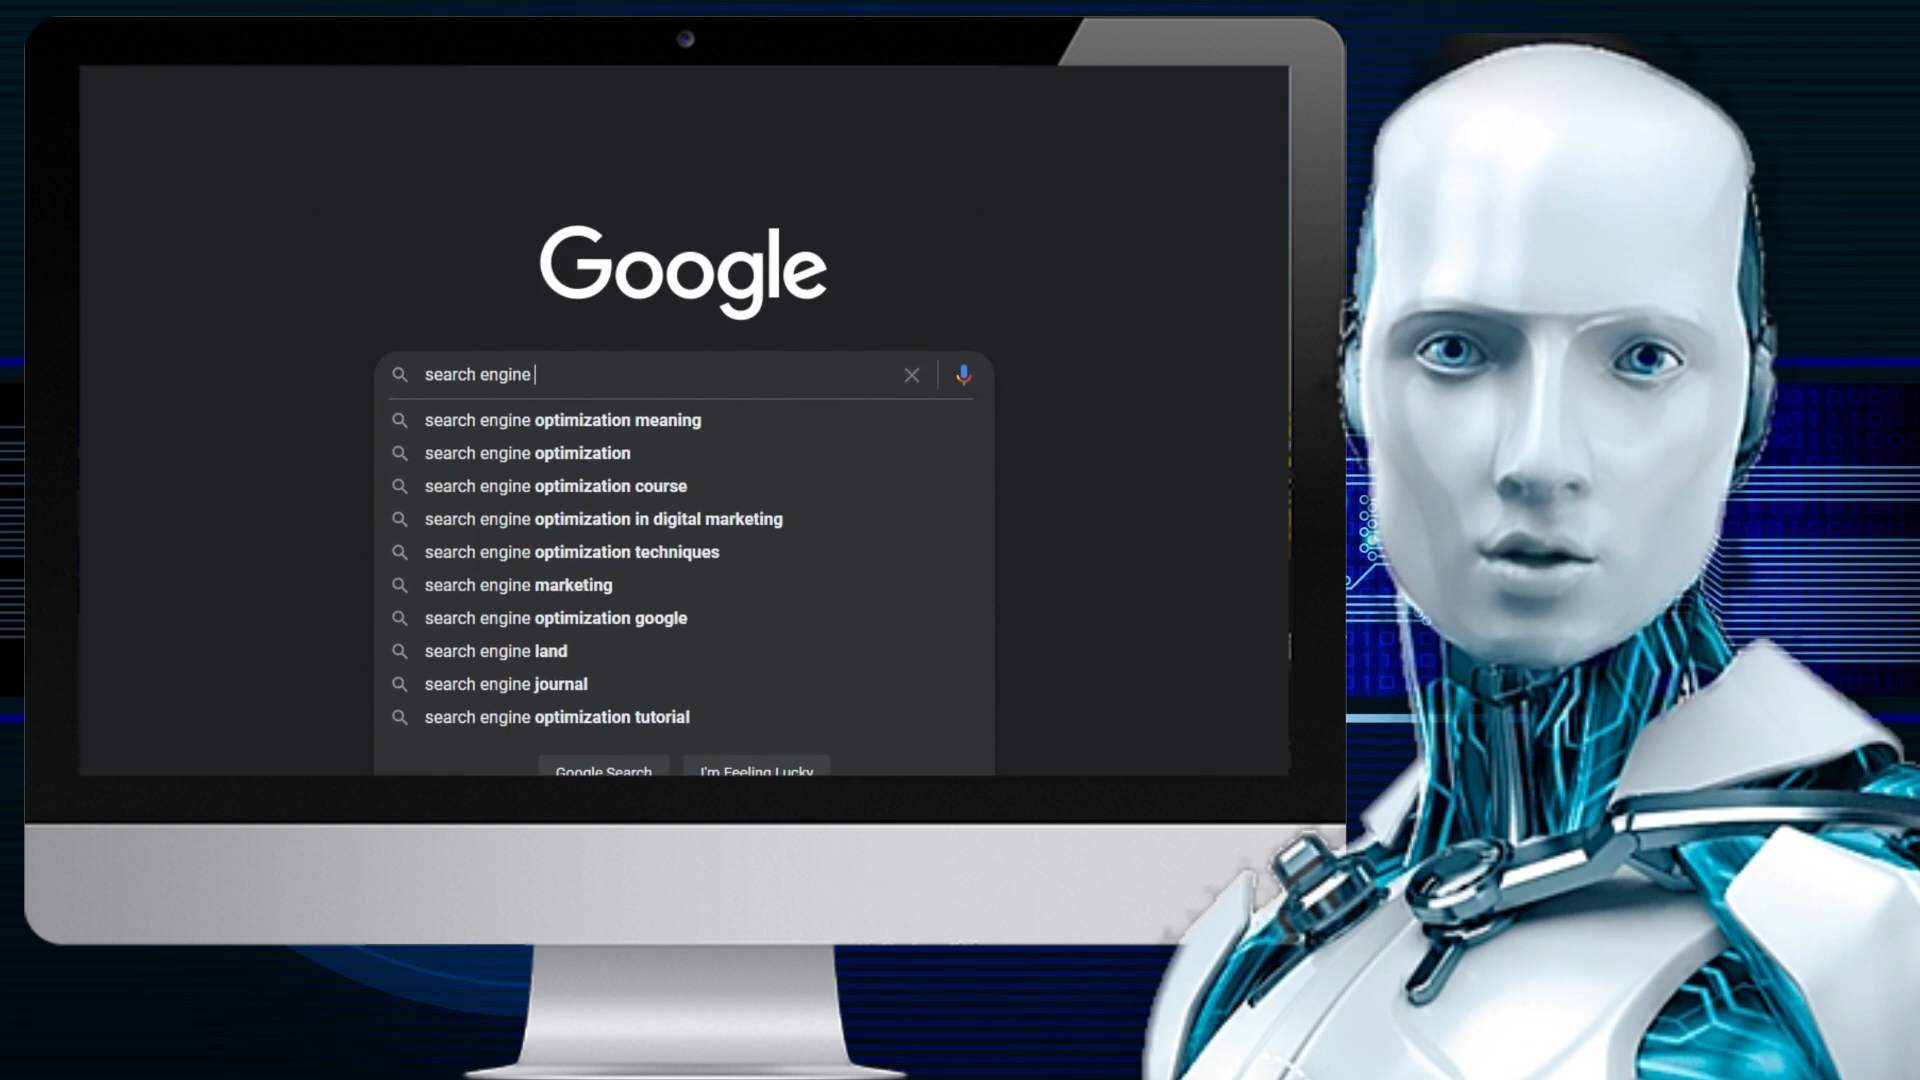 Google
search engine
search engine optimization meaning
search engine optimization
search engine optimization course
search engine optimization in digital marketing
search engine optimization techniques
search engine marketing
search engine optimization google
search engine land
search engine journal
search engine optimization tutorial
Google Search I'm Feeling Lucky